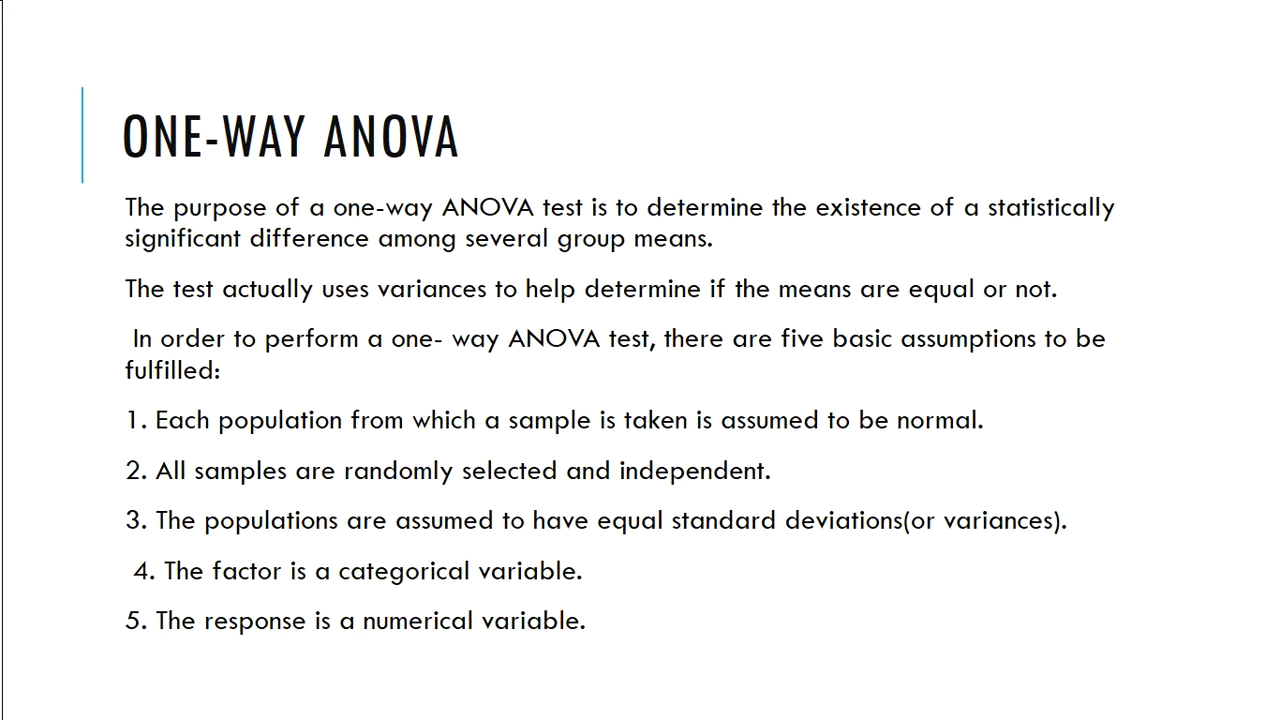 ONE-WAY ANOVA
The purpose of a one-way ANOVA test is to determine the existence of a statistically
significant difference among several group means.
The test actually uses variances to help determine if the means are equal or not.
In order to perform a one- way ANOVA test, there are five basic assumptions to be
fulfilled:
1. Each population from which a sample is taken is assumed to be normal.
2. All samples are randomly selected and independent.
3. The populations are assumed to have equal standard deviations(or variances).
4. The factor is a categorical variable.
5. The response is a numerical variable.